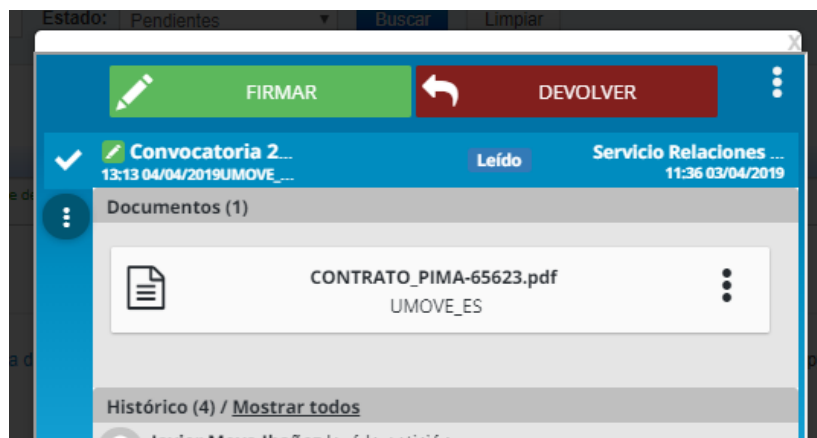 Estado: Pendientes Buscar Limpiar
X
FIRMAR DEVOLVER
Convocatoria 2... Leído Servicio Relaciones ...
13:13 04/04/2019UMOVE_... 11:36 03/04/2019
Documentos (1)
CONTRATO_PIMA-65623.pdf
UMOVE_ES
Histórico (4) / Mostrar todos